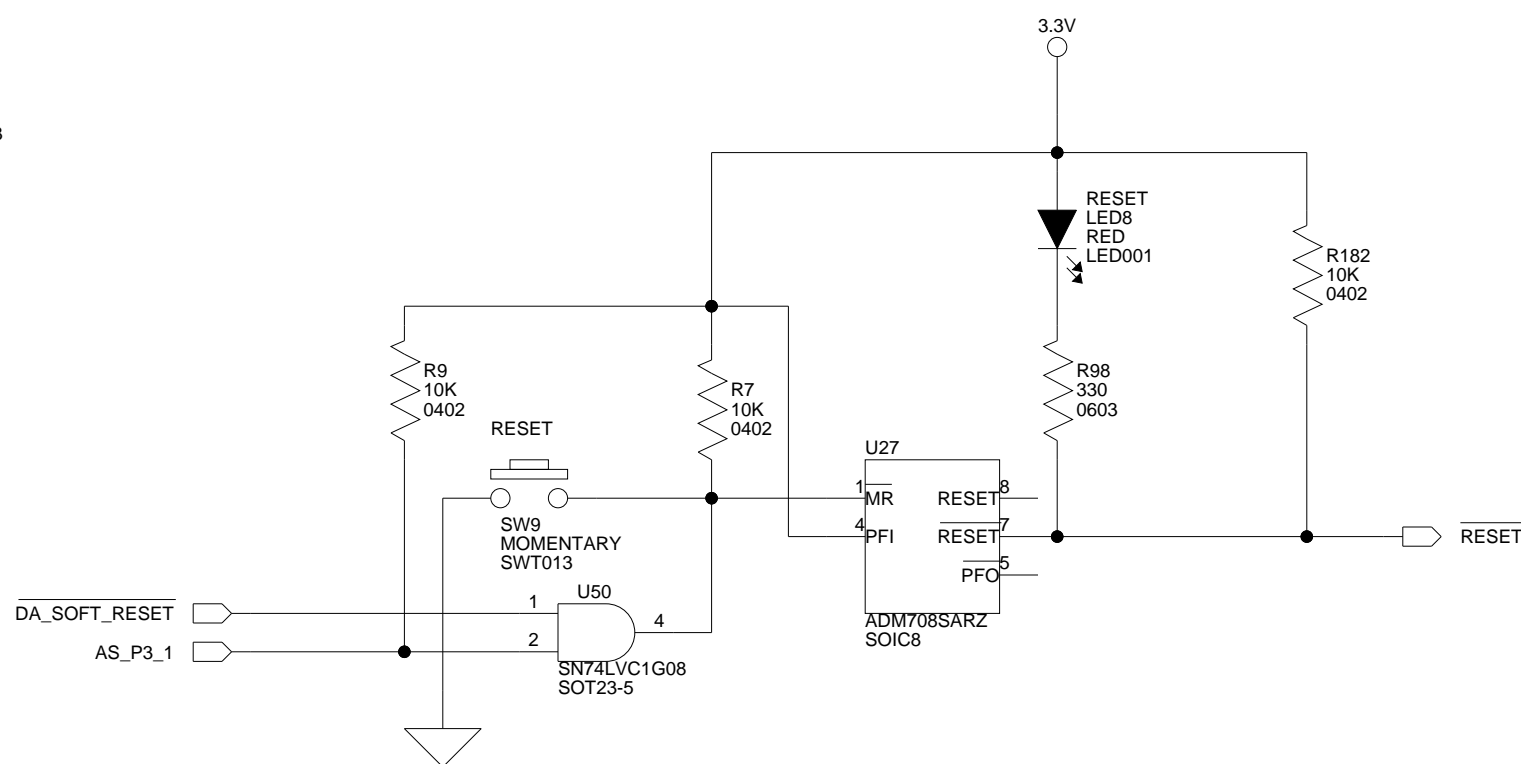 3.3V
RESET
LED8
RED
LED001
R182
10K
0402
R9
10K
0402
R7
10K
0402
R98
330
0603
RESET
SW9
MOMENTARY
SWT013
U27
1
MR
4
PFI
RESET
8
RESET
7
PFO
5
ADM708SARZ
SOIC8
RESET
DA_SOFT_RESET
AS_P3_1
1
2
U50
4
SN74LVC1G08
SOT23-5